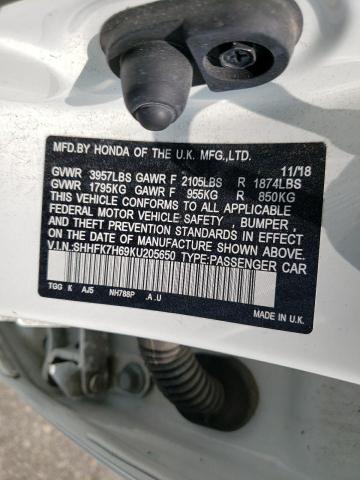 MFD.BY HONDA OF THE U.K. MFG.,LTD. 11/18
GVWR 3957LBS GAWR F 2105LBS R 1874LBS
GVWR 1795KG GAWR F 955KG R 850KG
THIS VEHICLE CONFORMS TO ALL APPLICABLE
FEDERAL MOTOR VEHICLE SAFETY , BUMPER ,
AND THEFT PREVENTION STANDARDS IN EFFECT
ON THE DATE OF MANUFACTURE SHOWN ABOVE.
V.I.N:SHHFK7H69KU205650 TYPE:PASSENGER CAR
TGG K AJ5 NH788P .A.U
MADE IN U.K.